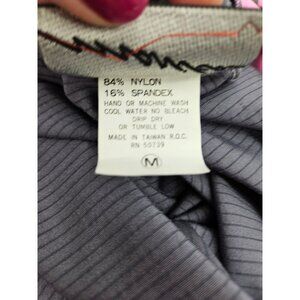 84% NYLON
16% SPANDEX
HAND OR MACHINE WASH
COOL WATER NO BLEACH
DRIP DRY
OR TUMBLE LOW
MADE IN TAIWAN R.O.C.
RN 50739
M